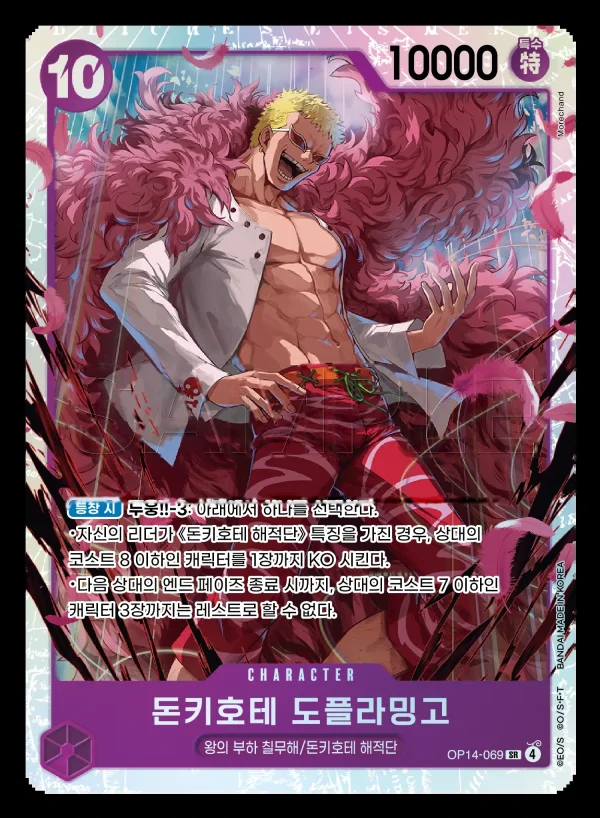 10
10000
특수
特
Morechand
SAMPLE
등장 시 두웅!!-3: 아래에서 하나를 선택한다.
•자신의 리더가 《돈키호테 해적단》 특징을 가진 경우, 상대의
코스트 8 이하인 캐릭터를 1장까지 KO 시킨다.
•다음 상대의 엔드 페이즈 종료 시까지, 상대의 코스트 7 이하인
캐릭터 3장까지는 레스트로 할 수 없다.
CHARACTER
돈키호테 도플라밍고
왕의 부하 칠무해/돈키호테 해적단
OP14-069 SR 4
©E.O/S ©O/S·F·T BANDAI MADE IN KOREA